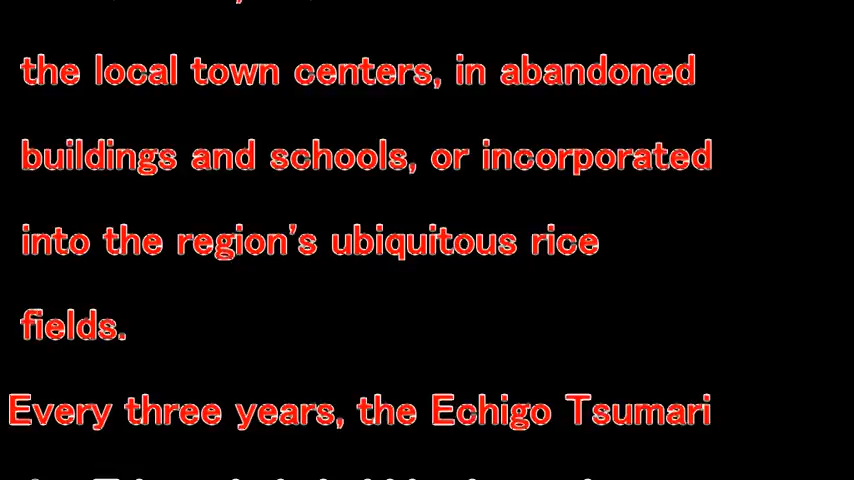 the local town centers, in abandoned
buildings and schools, or incorporated
into the region's ubiquitous rice
fields.
Every three years, the Echigo Tsumari